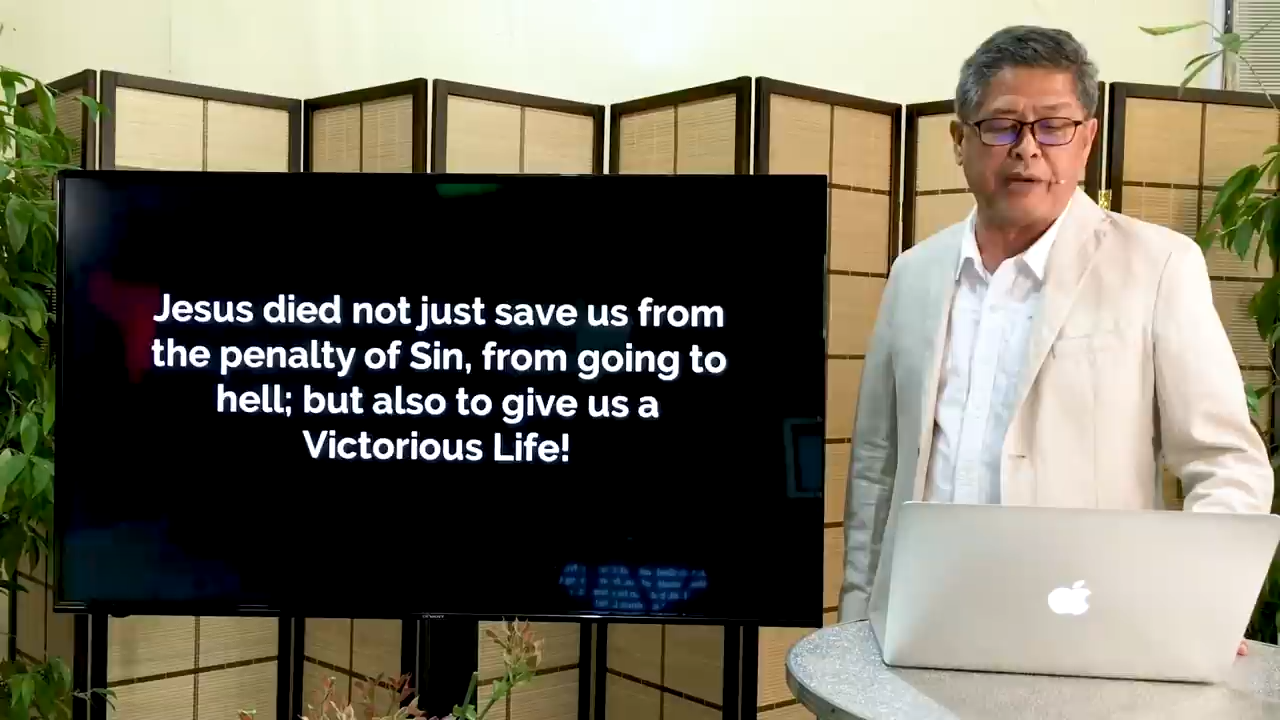 Jesus died not just save us from
the penalty of Sin, from going to
hell; but also to give us a
Victorious Life!